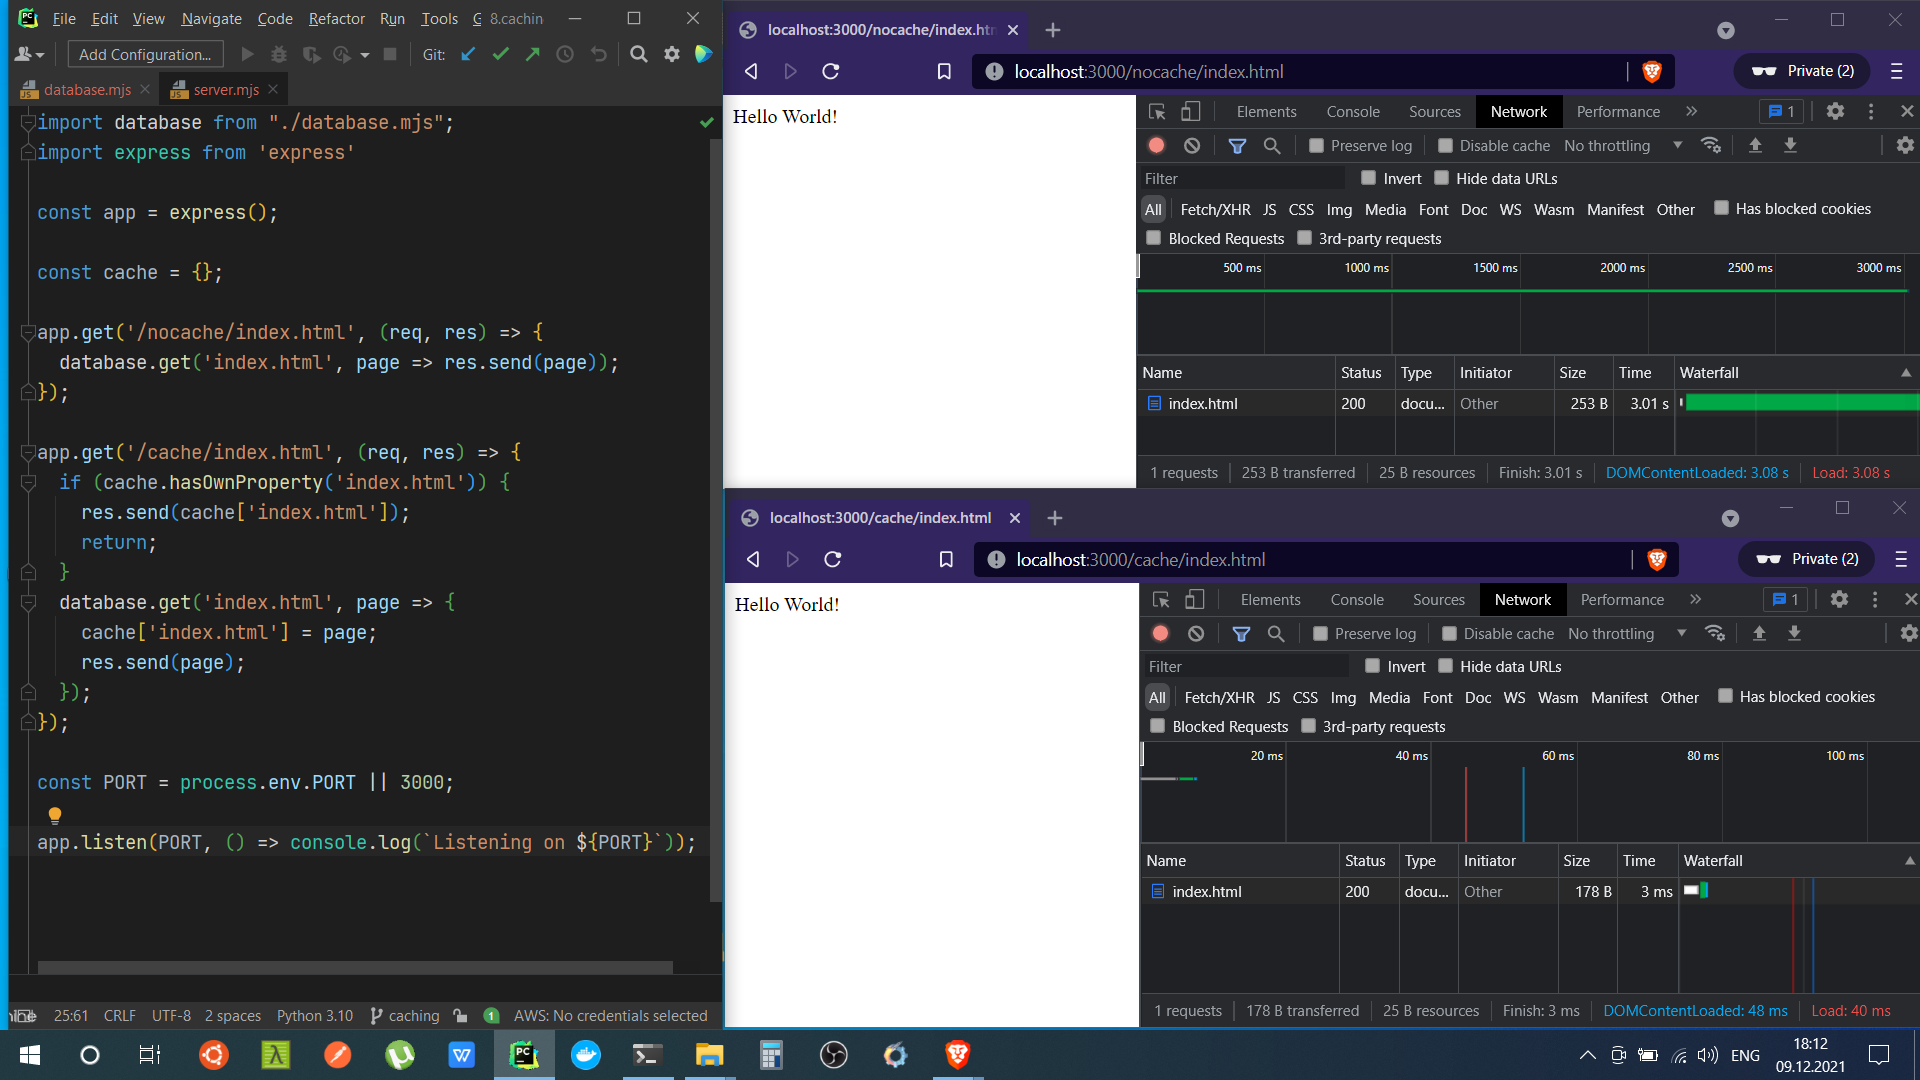 File Edit View Navigate Code Refactor Run Tools G 8.cachin
Add Configuration... Git:
database.mjs server.mjs
import database from "./database.mjs";
import express from 'express'
const app = express();
const cache = {};
app.get('/nocache/index.html', (req, res) => {
database.get('index.html', page => res.send(page));
});
app.get('/cache/index.html', (req, res) => {
if (cache.hasOwnProperty('index.html')) {
res.send(cache['index.html']);
return;
}
database.get('index.html', page => {
cache['index.html'] = page;
res.send(page);
});
});
const PORT = process.env.PORT || 3000;
app.listen(PORT, () => console.log(`Listening on ${PORT}`));
25:61 CRLF UTF-8 2 spaces Python 3.10 caching 1 AWS: No credentials selected
localhost:3000/nocache/index.htm
localhost:3000/nocache/index.html Private (2)
Hello World!
Elements Console Sources Network Performance 1
Preserve log Disable cache No throttling
Filter Invert Hide data URLs
All Fetch/XHR JS CSS Img Media Font Doc WS Wasm Manifest Other Has blocked cookies
Blocked Requests 3rd-party requests
500 ms 1000 ms 1500 ms 2000 ms 2500 ms 3000 ms
Name Status Type Initiator Size Time Waterfall
index.html 200 docu... Other 253 B 3.01 s
1 requests 253 B transferred 25 B resources Finish: 3.01 s DOMContentLoaded: 3.08 s Load: 3.08 s
localhost:3000/cache/index.html
localhost:3000/cache/index.html Private (2)
Hello World!
Elements Console Sources Network Performance 1
Preserve log Disable cache No throttling
Filter Invert Hide data URLs
All Fetch/XHR JS CSS Img Media Font Doc WS Wasm Manifest Other Has blocked cookies
Blocked Requests 3rd-party requests
20 ms 40 ms 60 ms 80 ms 100 ms
Name Status Type Initiator Size Time Waterfall
index.html 200 docu... Other 178 B 3 ms
1 requests 178 B transferred 25 B resources Finish: 3 ms DOMContentLoaded: 48 ms Load: 40 ms
ENG 18:12
09.12.2021